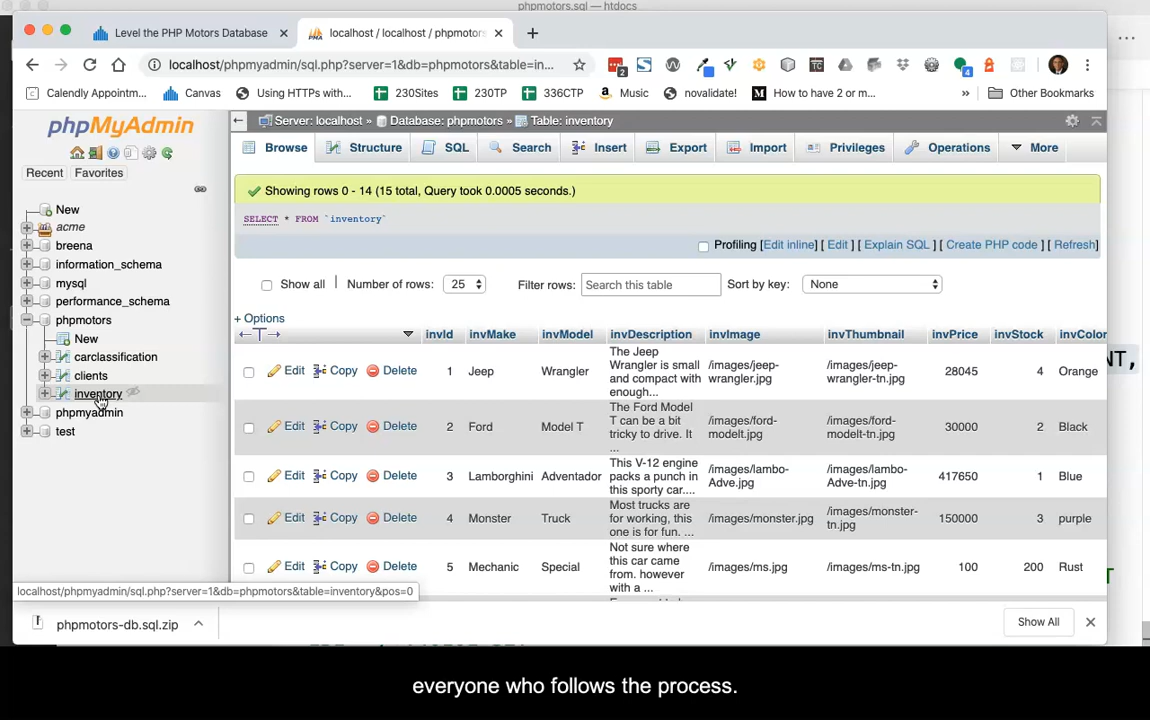 phpmotors.sql — htdocs
Level the PHP Motors Database
localhost / localhost / phpmotors
localhost/phpmyadmin/sql.php?server=1&db=phpmotors&table=in...
2
TC
4
Calendly Appointm...
Canvas
Using HTTPs with...
230Sites
230TP
336CTP
Music
novalidate!
How to have 2 or m...
»
Other Bookmarks
phpMyAdmin
Recent
Favorites
New
acme
breena
information_schema
mysql
performance_schema
phpmotors
New
carclassification
clients
inventory
phpmyadmin
test
Server: localhost » Database: phpmotors » Table: inventory
Browse
Structure
SQL
Search
Insert
Export
Import
Privileges
Operations
More
Showing rows 0 - 14 (15 total, Query took 0.0005 seconds.)
SELECT * FROM `inventory`
Profiling [Edit inline] [ Edit ] [ Explain SQL ] [ Create PHP code ] [ Refresh]
Show all
Number of rows: 25
Filter rows: Search this table
Sort by key: None
+ Options
invId invMake invModel invDescription invImage invThumbnail invPrice invStock invColor
Edit Copy Delete 1 Jeep Wrangler
The Jeep
Wrangler is small
and compact with
enough...
/images/jeep-
wrangler.jpg
/images/jeep-
wrangler-tn.jpg
28045 4 Orange
Edit Copy Delete 2 Ford Model T
The Ford Model
T can be a bit
tricky to drive. It
...
/images/ford-
modelt.jpg
/images/ford-
modelt-tn.jpg
30000 2 Black
Edit Copy Delete 3 Lamborghini Adventador
This V-12 engine
packs a punch in
this sporty car....
/images/lambo-
Adve.jpg
/images/lambo-
Adve-tn.jpg
417650 1 Blue
Edit Copy Delete 4 Monster Truck
Most trucks are
for working, this
one is for fun. ...
/images/monster.jpg
/images/monster-
tn.jpg
150000 3 purple
Edit Copy Delete 5 Mechanic Special
Not sure where
this car came
from. however
with a ...
/images/ms.jpg
/images/ms-tn.jpg
100 200 Rust
NT,
T
localhost/phpmyadmin/sql.php?server=1&db=phpmotors&table=inventory&pos=0
phpmotors-db.sql.zip
Show All
everyone who follows the process.